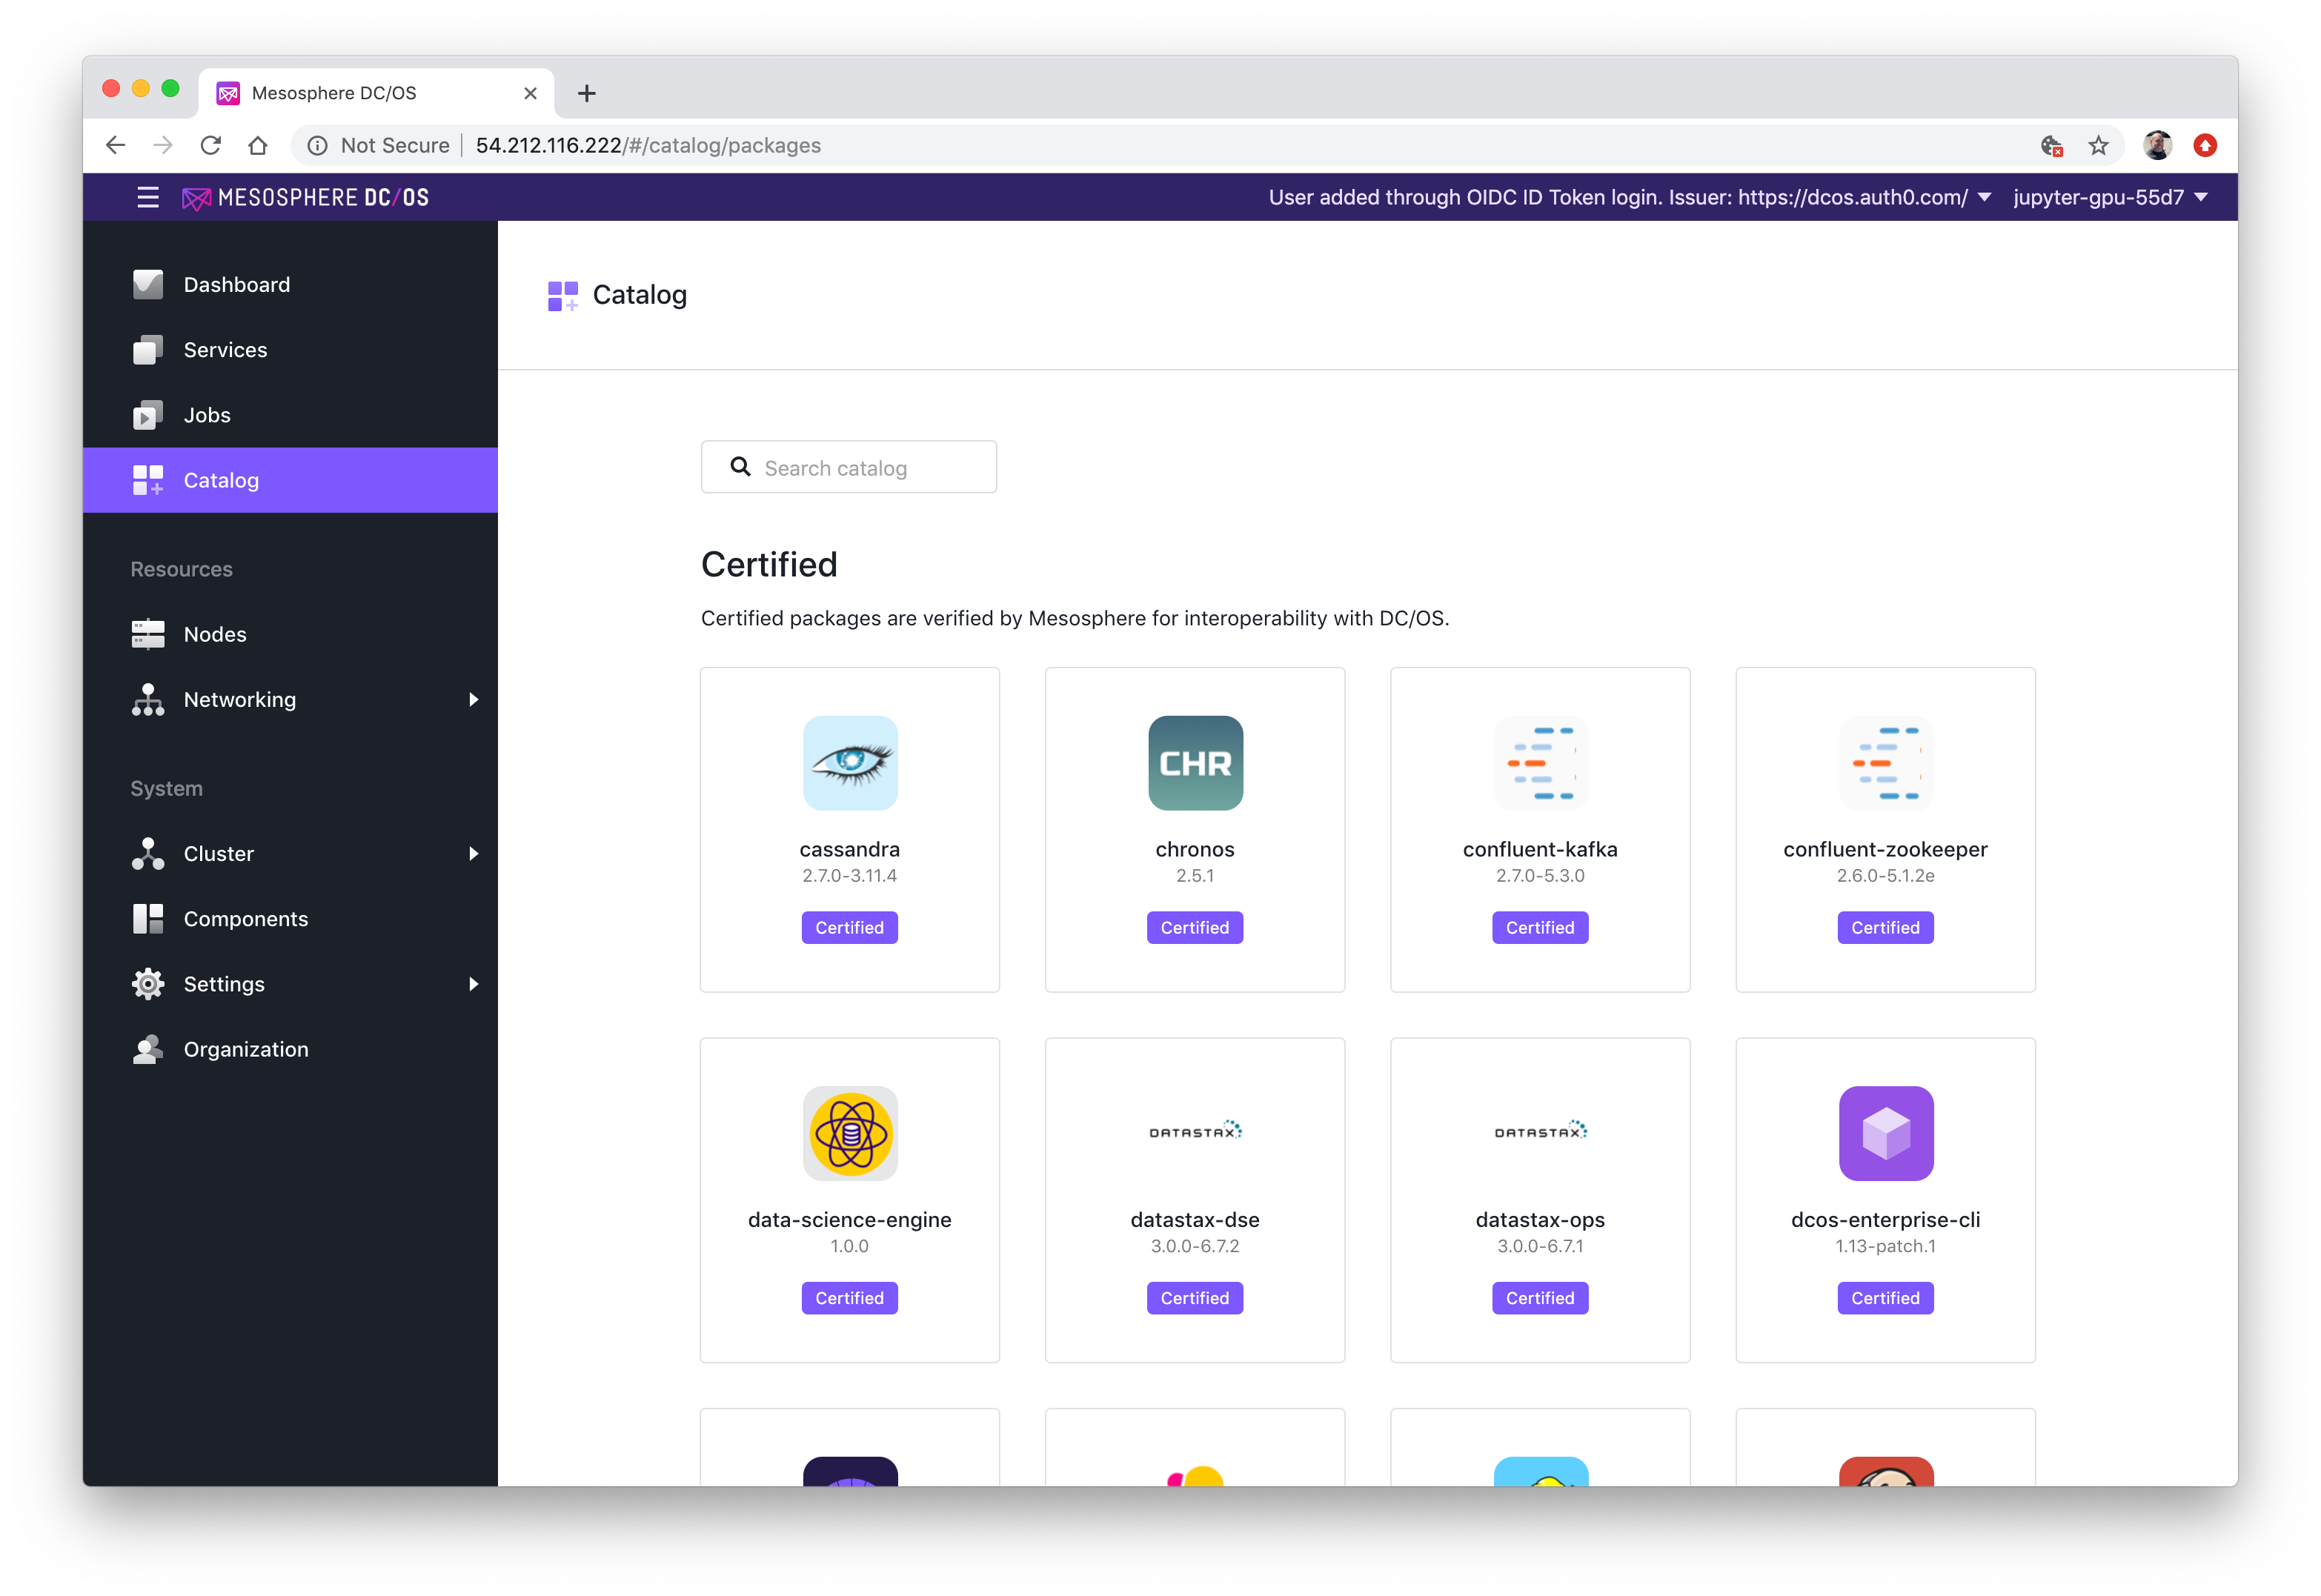 Mesosphere DC/OS
Not Secure
54.212.116.222/#/catalog/packages
MESOSPHERE DC/OS
User added through OIDC ID Token login. Issuer: https://dcos.auth0.com/
jupyter-gpu-55d7
Dashboard
Services
Jobs
Catalog
Resources
Nodes
Networking
System
Cluster
Components
Settings
Organization
Catalog
Search catalog
Certified
Certified packages are verified by Mesosphere for interoperability with DC/OS.
cassandra
2.7.0-3.11.4
Certified
CHR
chronos
2.5.1
Certified
confluent-kafka
2.7.0-5.3.0
Certified
confluent-zookeeper
2.6.0-5.1.2e
Certified
data-science-engine
1.0.0
Certified
DATASTAX
datastax-dse
3.0.0-6.7.2
Certified
DATASTAX
datastax-ops
3.0.0-6.7.1
Certified
dcos-enterprise-cli
1.13-patch.1
Certified